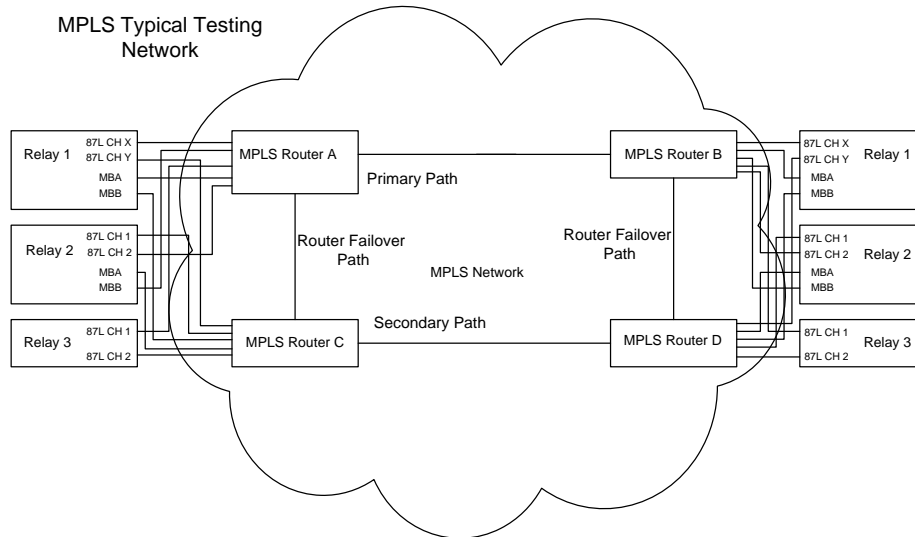 MPLS Typical Testing
Network
Relay 1
87L CH X
87L CH Y
MBA
MBB
Relay 2
87L CH 1
87L CH 2
MBA
MBB
Relay 3
87L CH 1
87L CH 2
MPLS Router A
Primary Path
MPLS Router B
Router Failover
Path
MPLS Network
Router Failover
Path
Secondary Path
MPLS Router C
MPLS Router D
87L CH X
87L CH Y
MBA
MBB
Relay 1
87L CH 1
87L CH 2
MBA
MBB
Relay 2
87L CH 1
87L CH 2
Relay 3